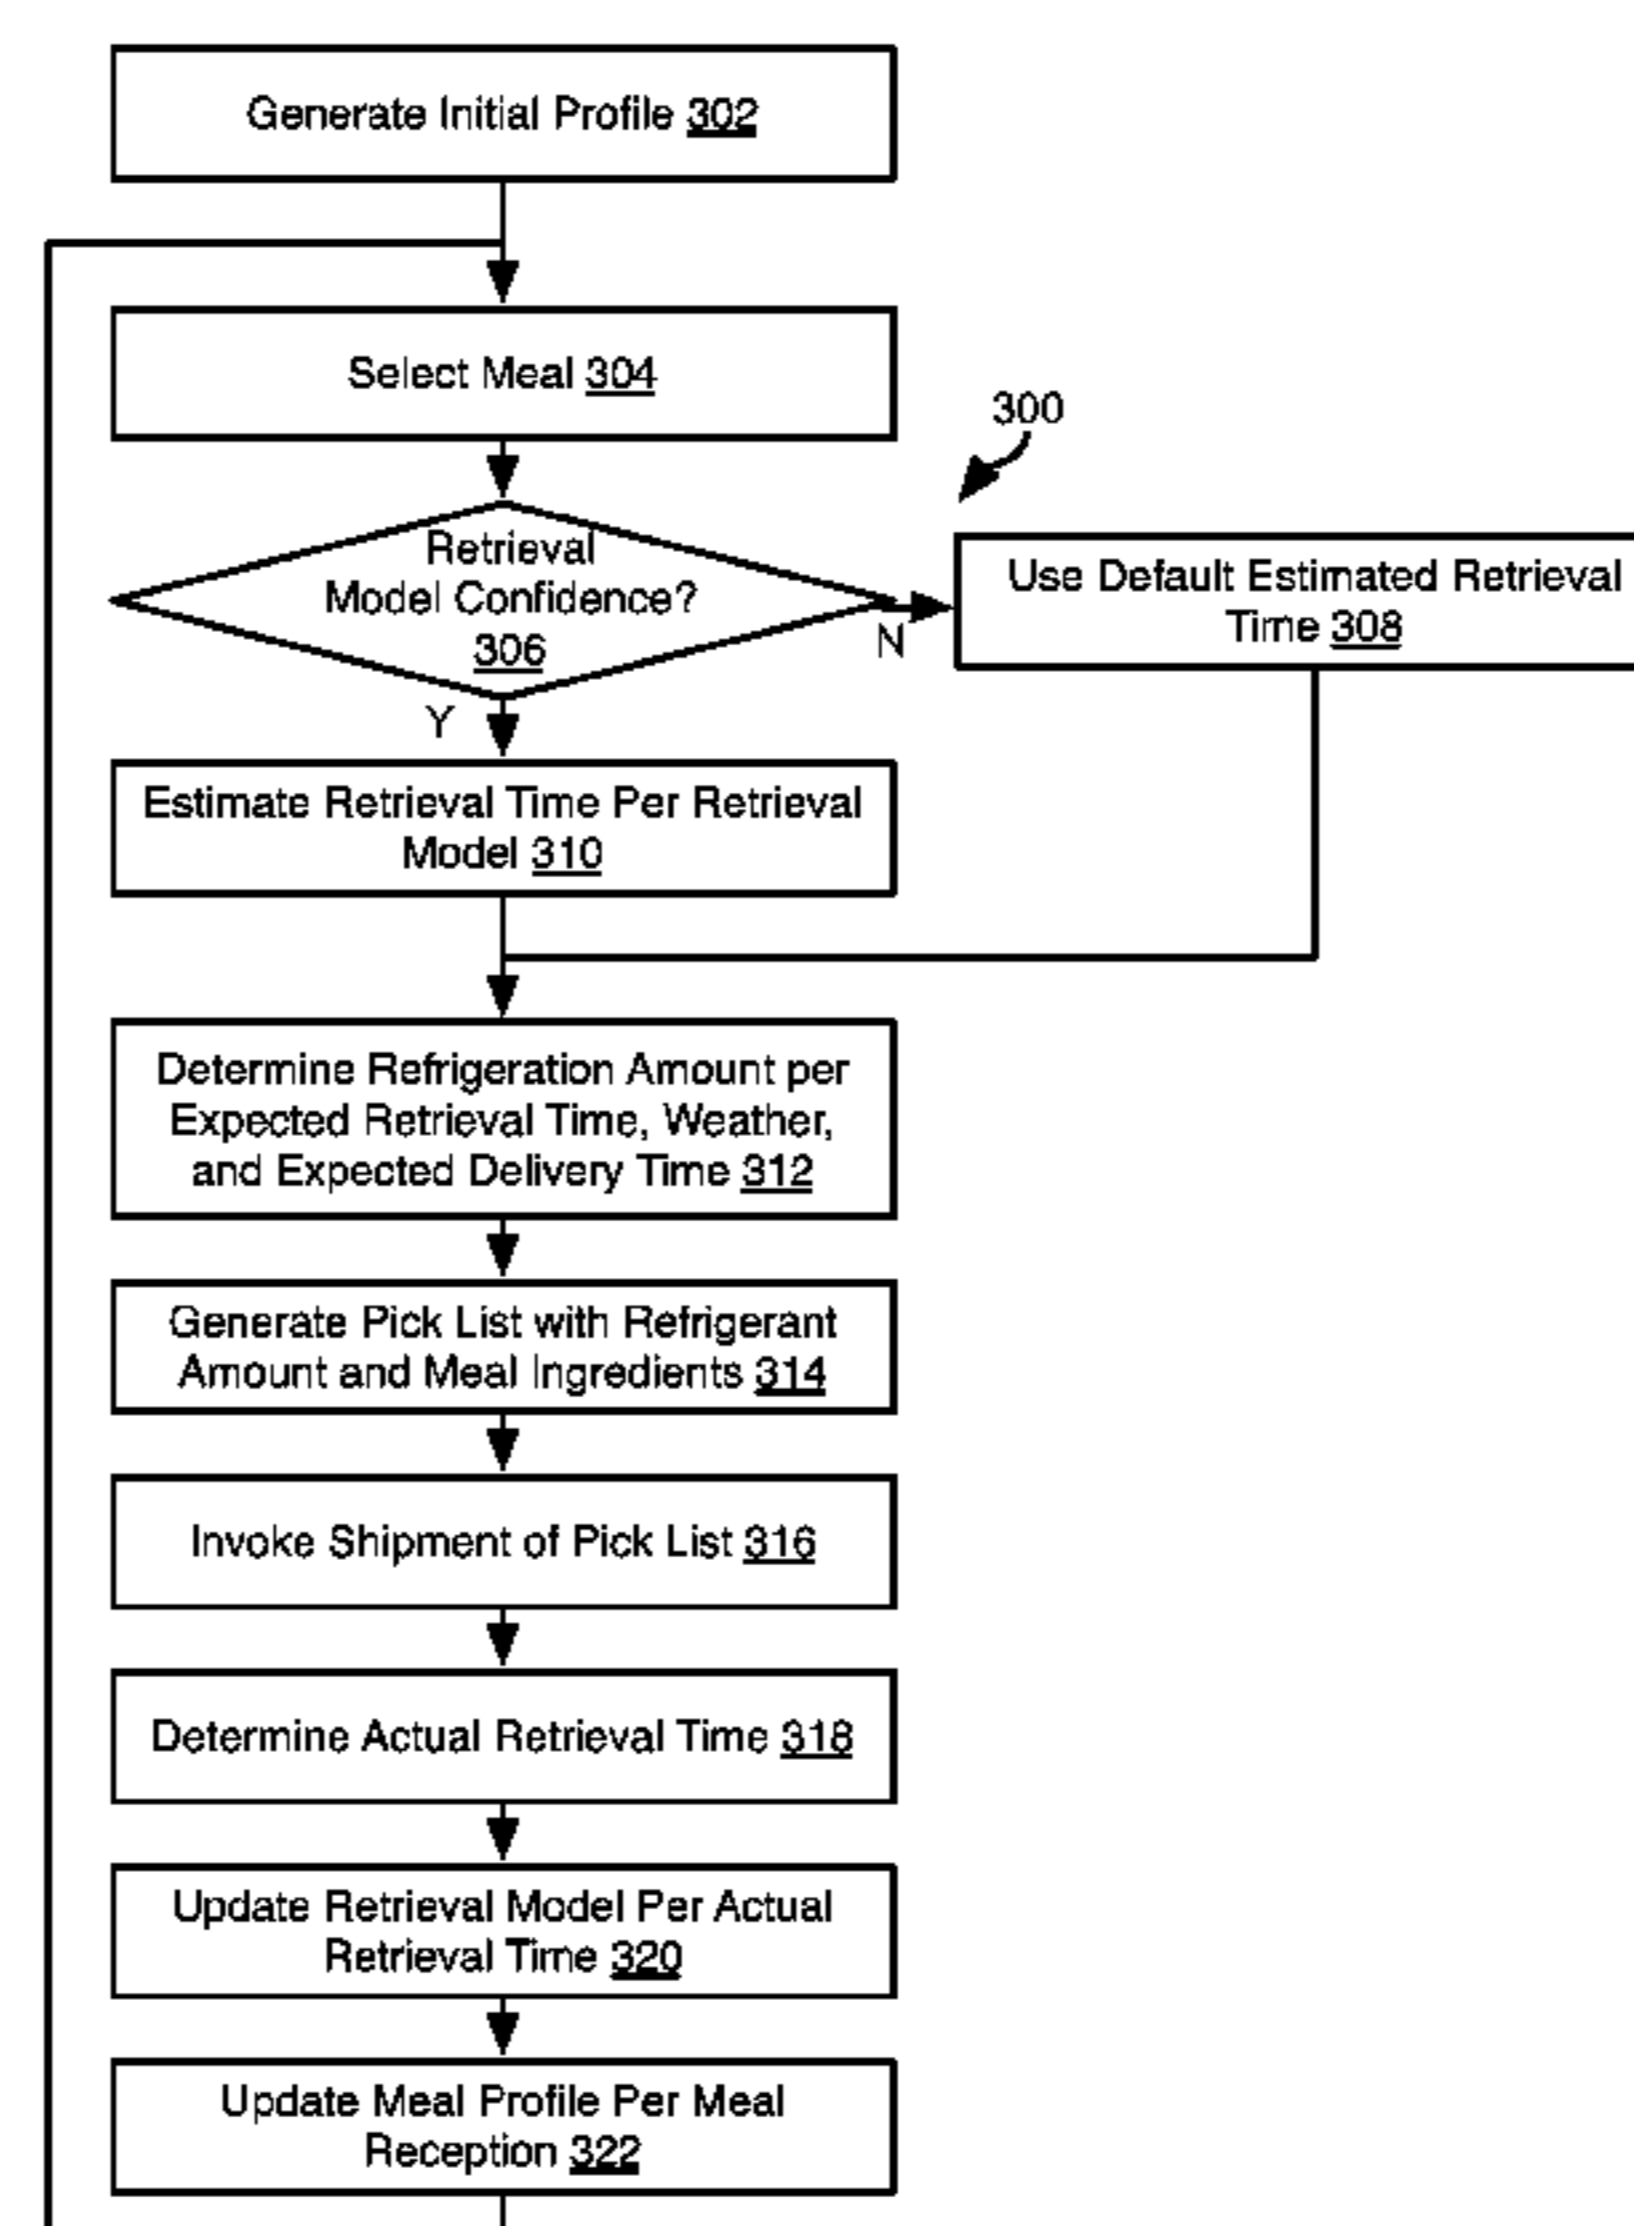 Generate Initial Profile 302
Select Meal 304
300
Retrieval
Model Confidence?
306
N
Y
Use Default Estimated Retrieval
Time 308
Estimate Retrieval Time Per Retrieval
Model 310
Determine Refrigeration Amount per
Expected Retrieval Time, Weather,
and Expected Delivery Time 312
Generate Pick List with Refrigerant
Amount and Meal Ingredients 314
Invoke Shipment of Pick List 316
Determine Actual Retrieval Time 318
Update Retrieval Model Per Actual
Retrieval Time 320
Update Meal Profile Per Meal
Reception 322